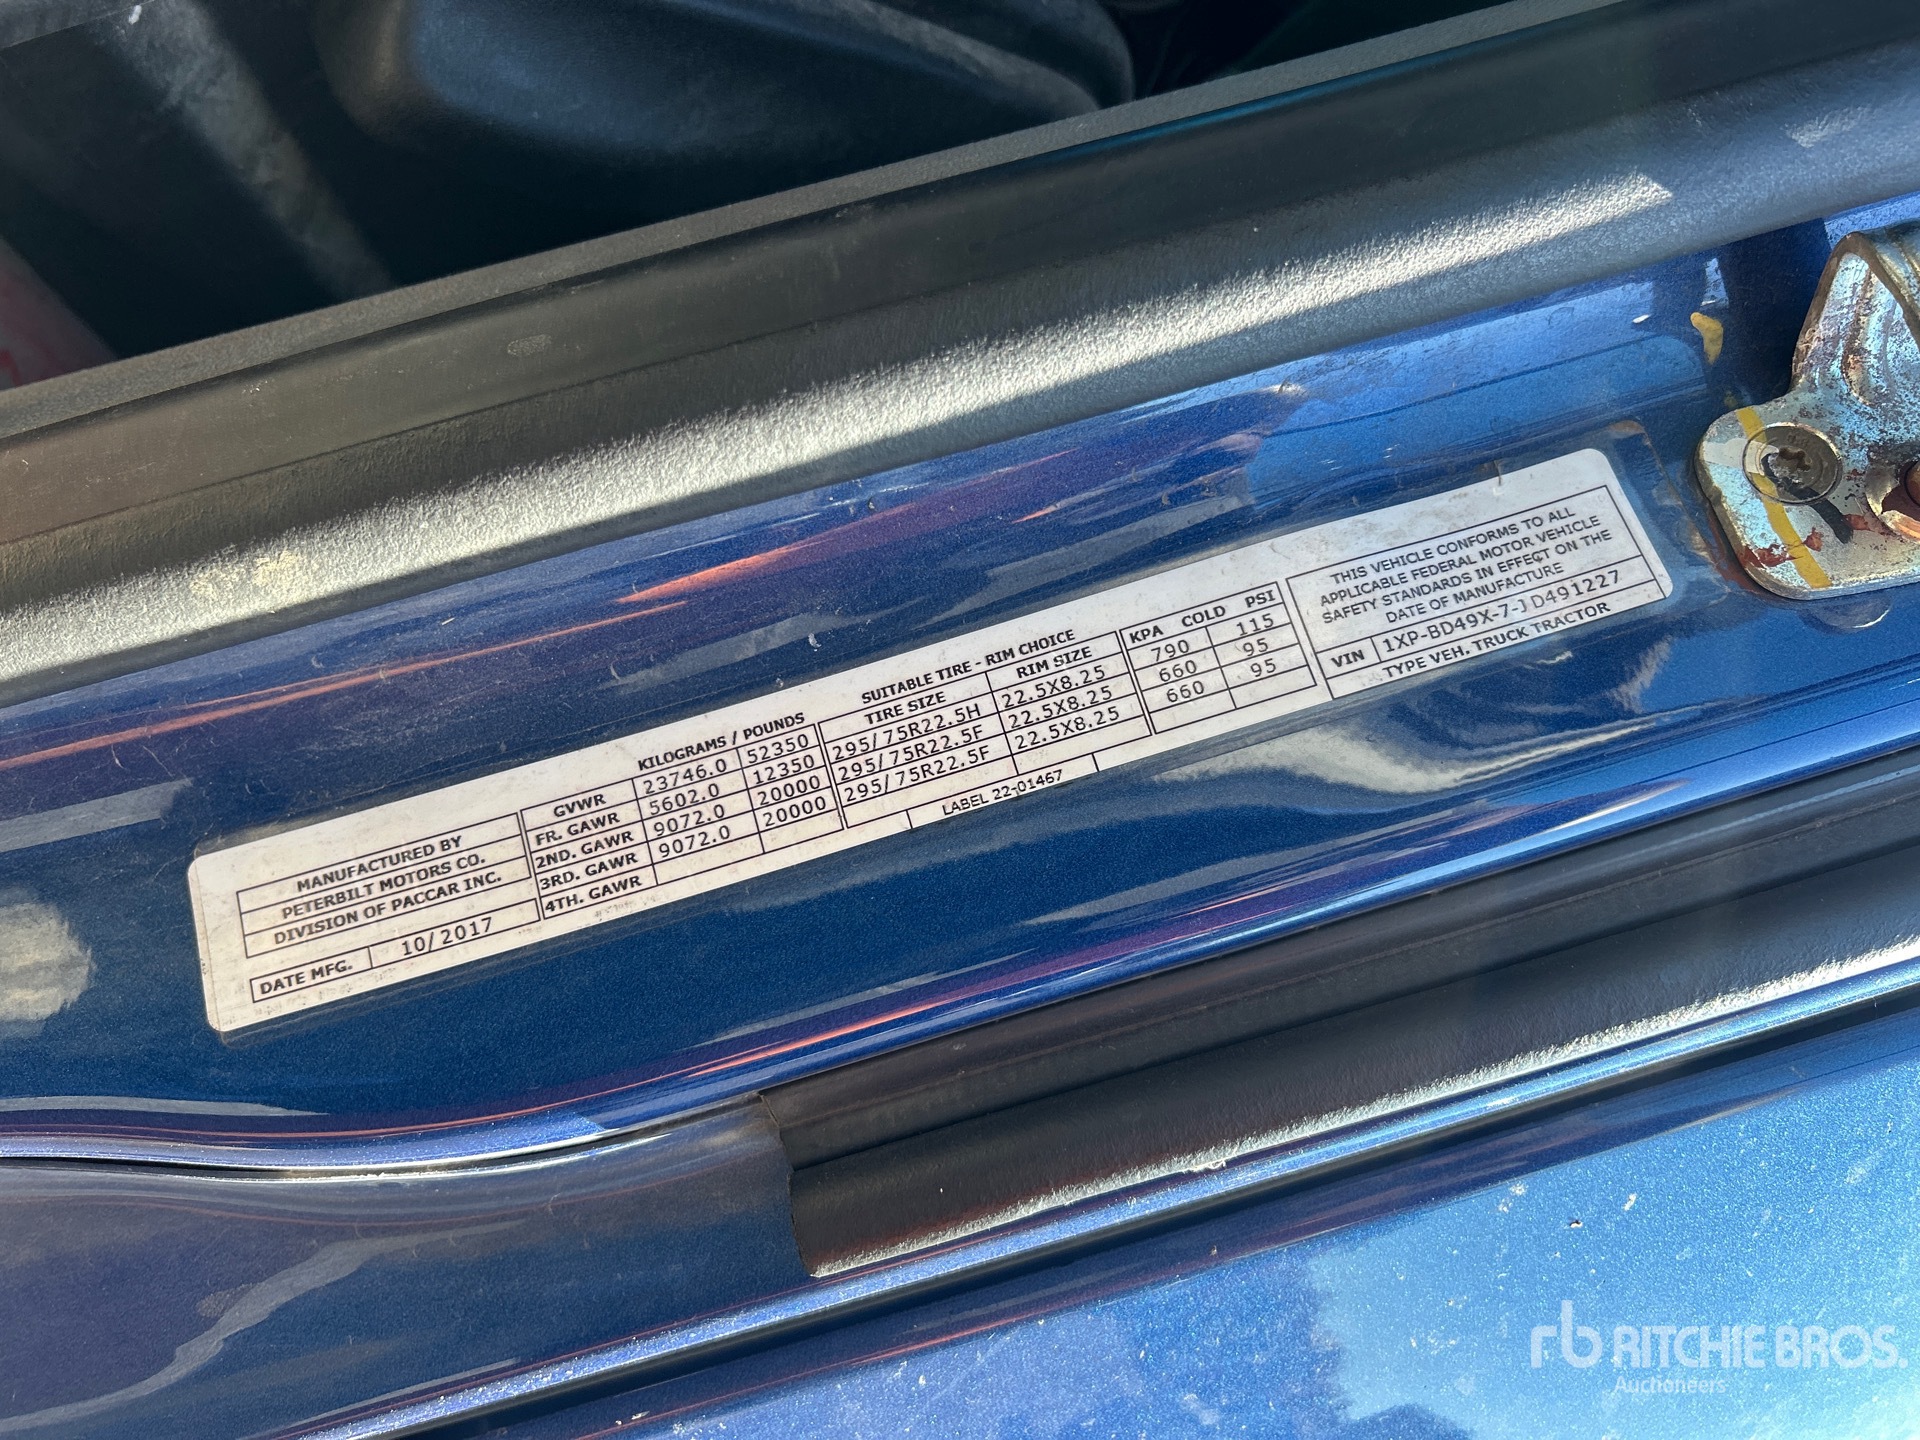 MANUFACTURED BY
PETERBILT MOTORS CO.
DIVISION OF PACCAR INC.
DATE MFG. 10/2017
KILOGRAMS / POUNDS
GVWR 23746.0 52350
FR. GAWR 5602.0 12350
2ND. GAWR 9072.0 20000
3RD. GAWR 9072.0 20000
4TH. GAWR
SUITABLE TIRE - RIM CHOICE
TIRE SIZE RIM SIZE
295/75R22.5H 22.5X8.25
295/75R22.5F 22.5X8.25
295/75R22.5F 22.5X8.25
LABEL 22-01467
KPA COLD PSI
790 115
660 95
660 95
THIS VEHICLE CONFORMS TO ALL
APPLICABLE FEDERAL MOTOR VEHICLE
SAFETY STANDARDS IN EFFECT ON THE
DATE OF MANUFACTURE
VIN 1XP-BD49X-7-JD491227
TYPE VEH. TRUCK TRACTOR
rb RITCHIE BROS.
Auctioneers